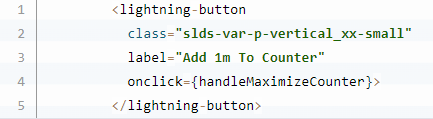 1 <lightning-button
2 class="slds-var-p-vertical_xx-small"
3 label="Add 1m To Counter"
4 onclick={handleMaximizeCounter}>
5 </lightning-button>